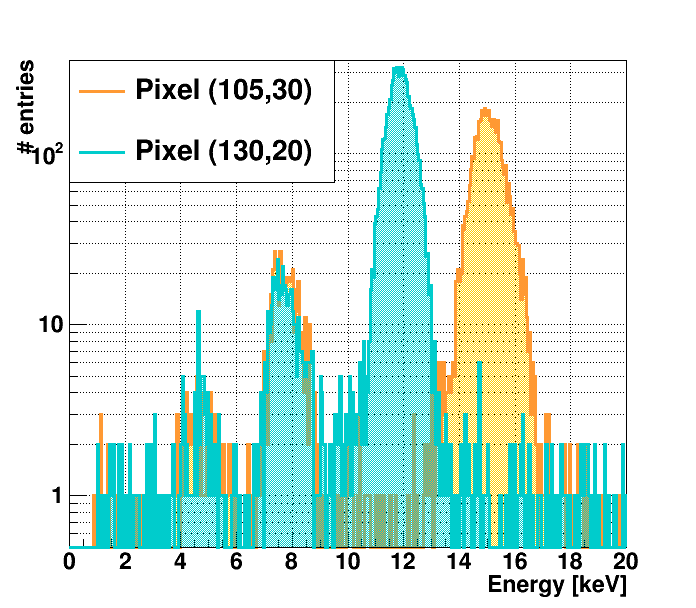 # entries
Pixel (105,30)
Pixel (130,20)
10²
10
1
0 2 4 6 8 10 12 14 16 18 20
Energy [keV]